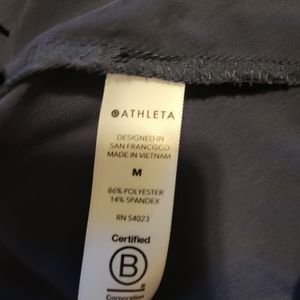 ATHLETA
DESIGNED IN
SAN FRANCISCO
MADE IN VIETNAM
M
86% POLYESTER
14% SPANDEX
RN 54023
Certified
B
Corporation